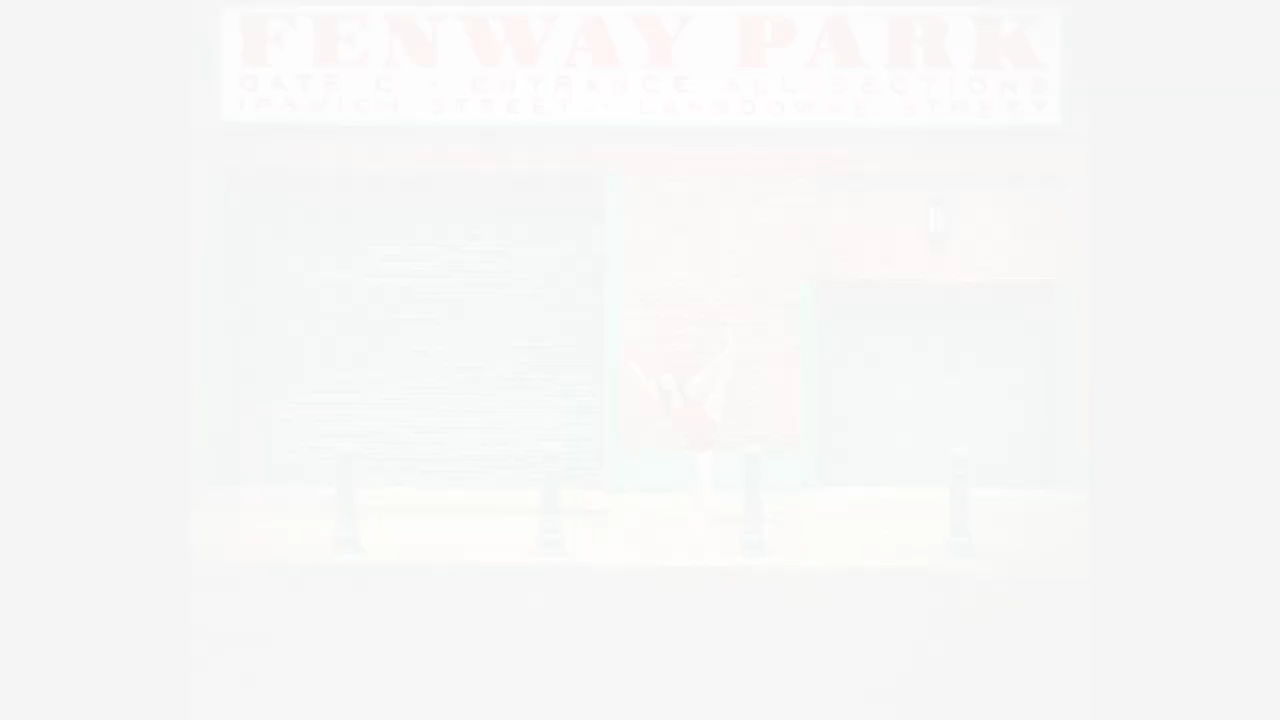 FENWAY PARK
GATE C • ENTRANCE ALL SECTIONS
IPSWICH STREET • LANSDOWNE STREET